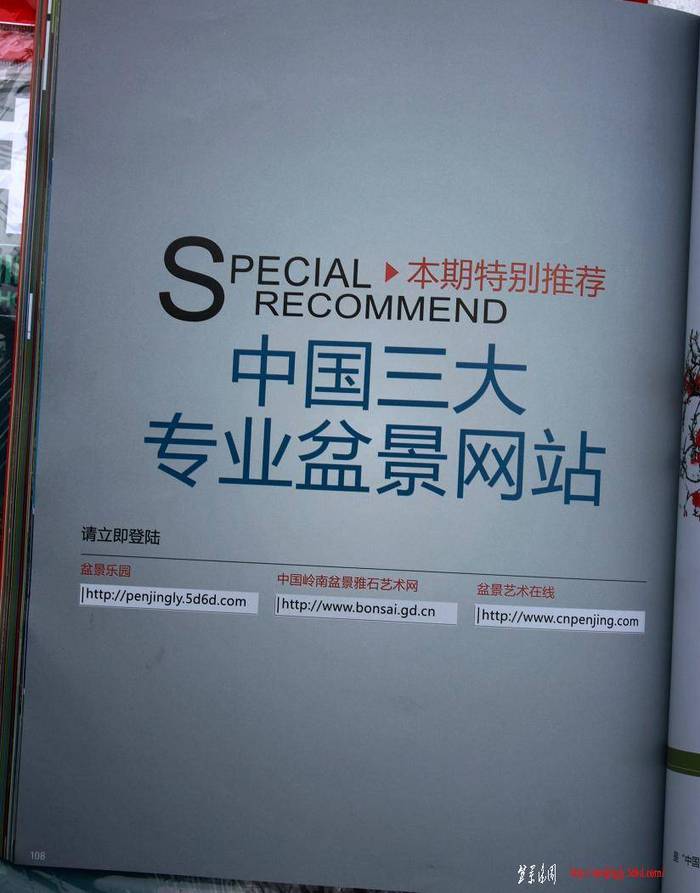 SPECIAL ▶本期特别推荐
RECOMMEND
中国三大
专业盆景网站
请立即登陆
盆景乐园
http://penjingly.5d6d.com
中国岭南盆景雅石艺术网
http://www.bonsai.gd.cn
盆景艺术在线
http://www.cnpenjing.com
108
是“中国